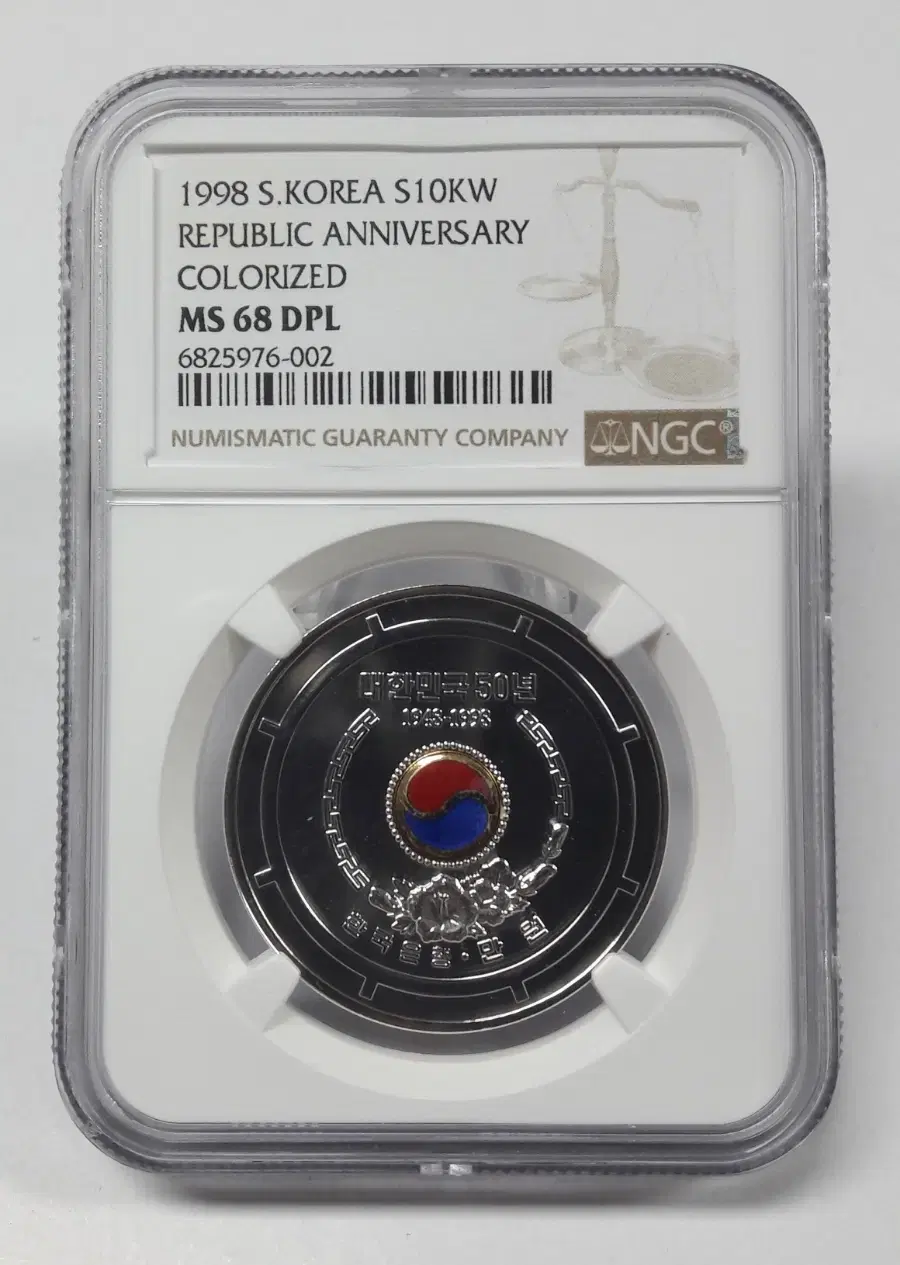 1998 S.KOREA S10KW
REPUBLIC ANNIVERSARY
COLORIZED
MS 68 DPL
6825976-002
NUMISMATIC GUARANTY COMPANY
NGC®
대한민국 50년
1948-1998
한국은행·만원